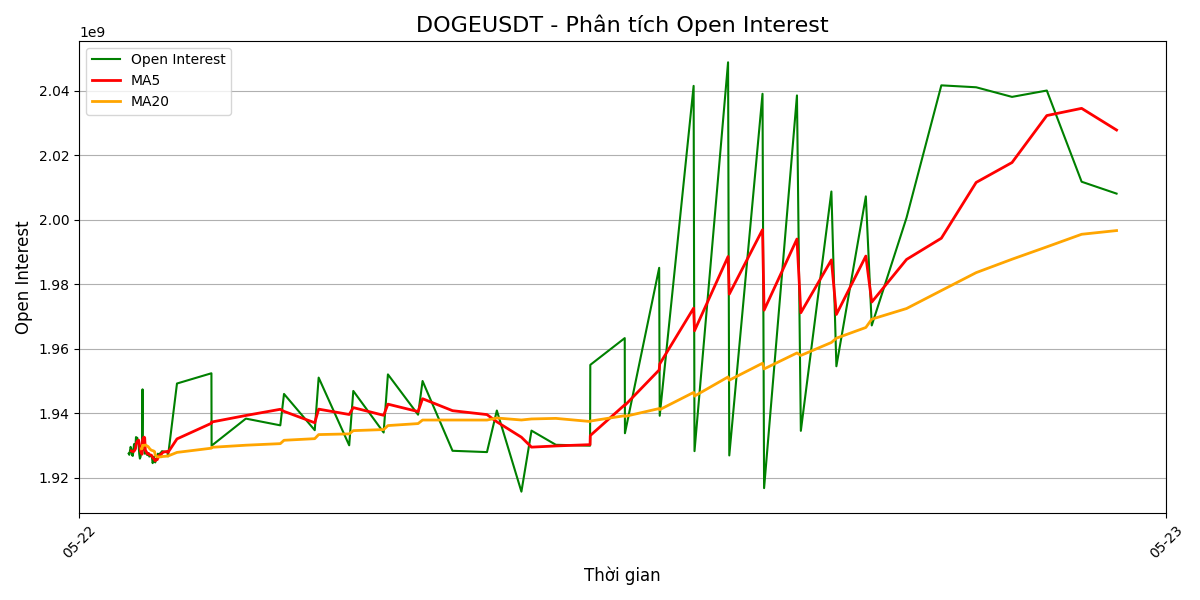 DOGEUSDT - Phân tích Open Interest
1e9
Open Interest
MA5
MA20
2.04
2.02
2.00
1.98
1.96
1.94
1.92
Open Interest
05-22
05-23
Thời gian